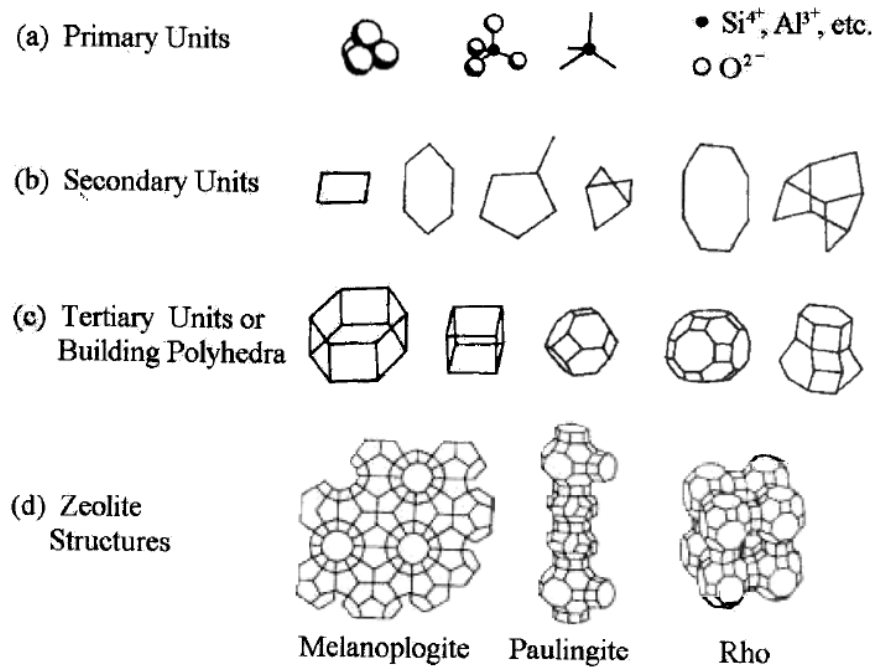 (a) Primary Units
● Si⁴⁺, Al³⁺, etc.
○ O²⁻
(b) Secondary Units
(c) Tertiary Units or
Building Polyhedra
(d) Zeolite
Structures
Melanoplogite Paulingite Rho